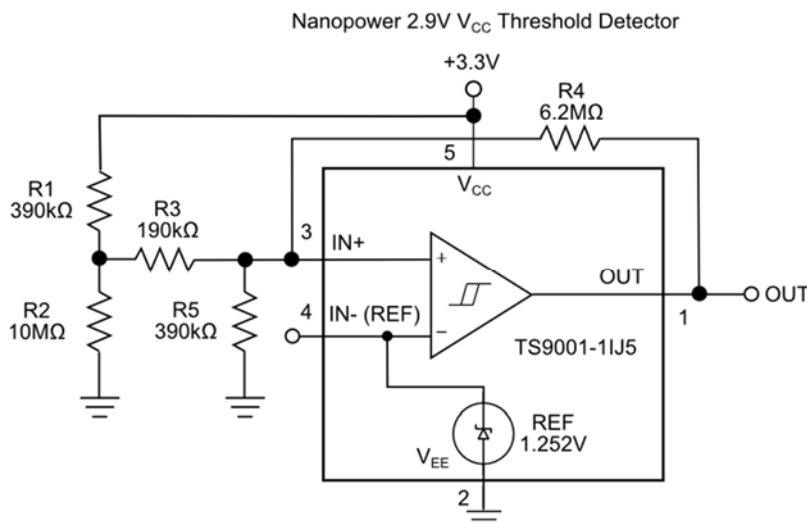 Nanopower 2.9V VCC Threshold Detector
+3.3V
R4
6.2MΩ
5
VCC
R1
390kΩ
R3
190kΩ
3
IN+
+
OUT
OUT
R2
10MΩ
R5
390kΩ
4
IN- (REF)
−
1
TS9001-1IJ5
REF
1.252V
VEE
2